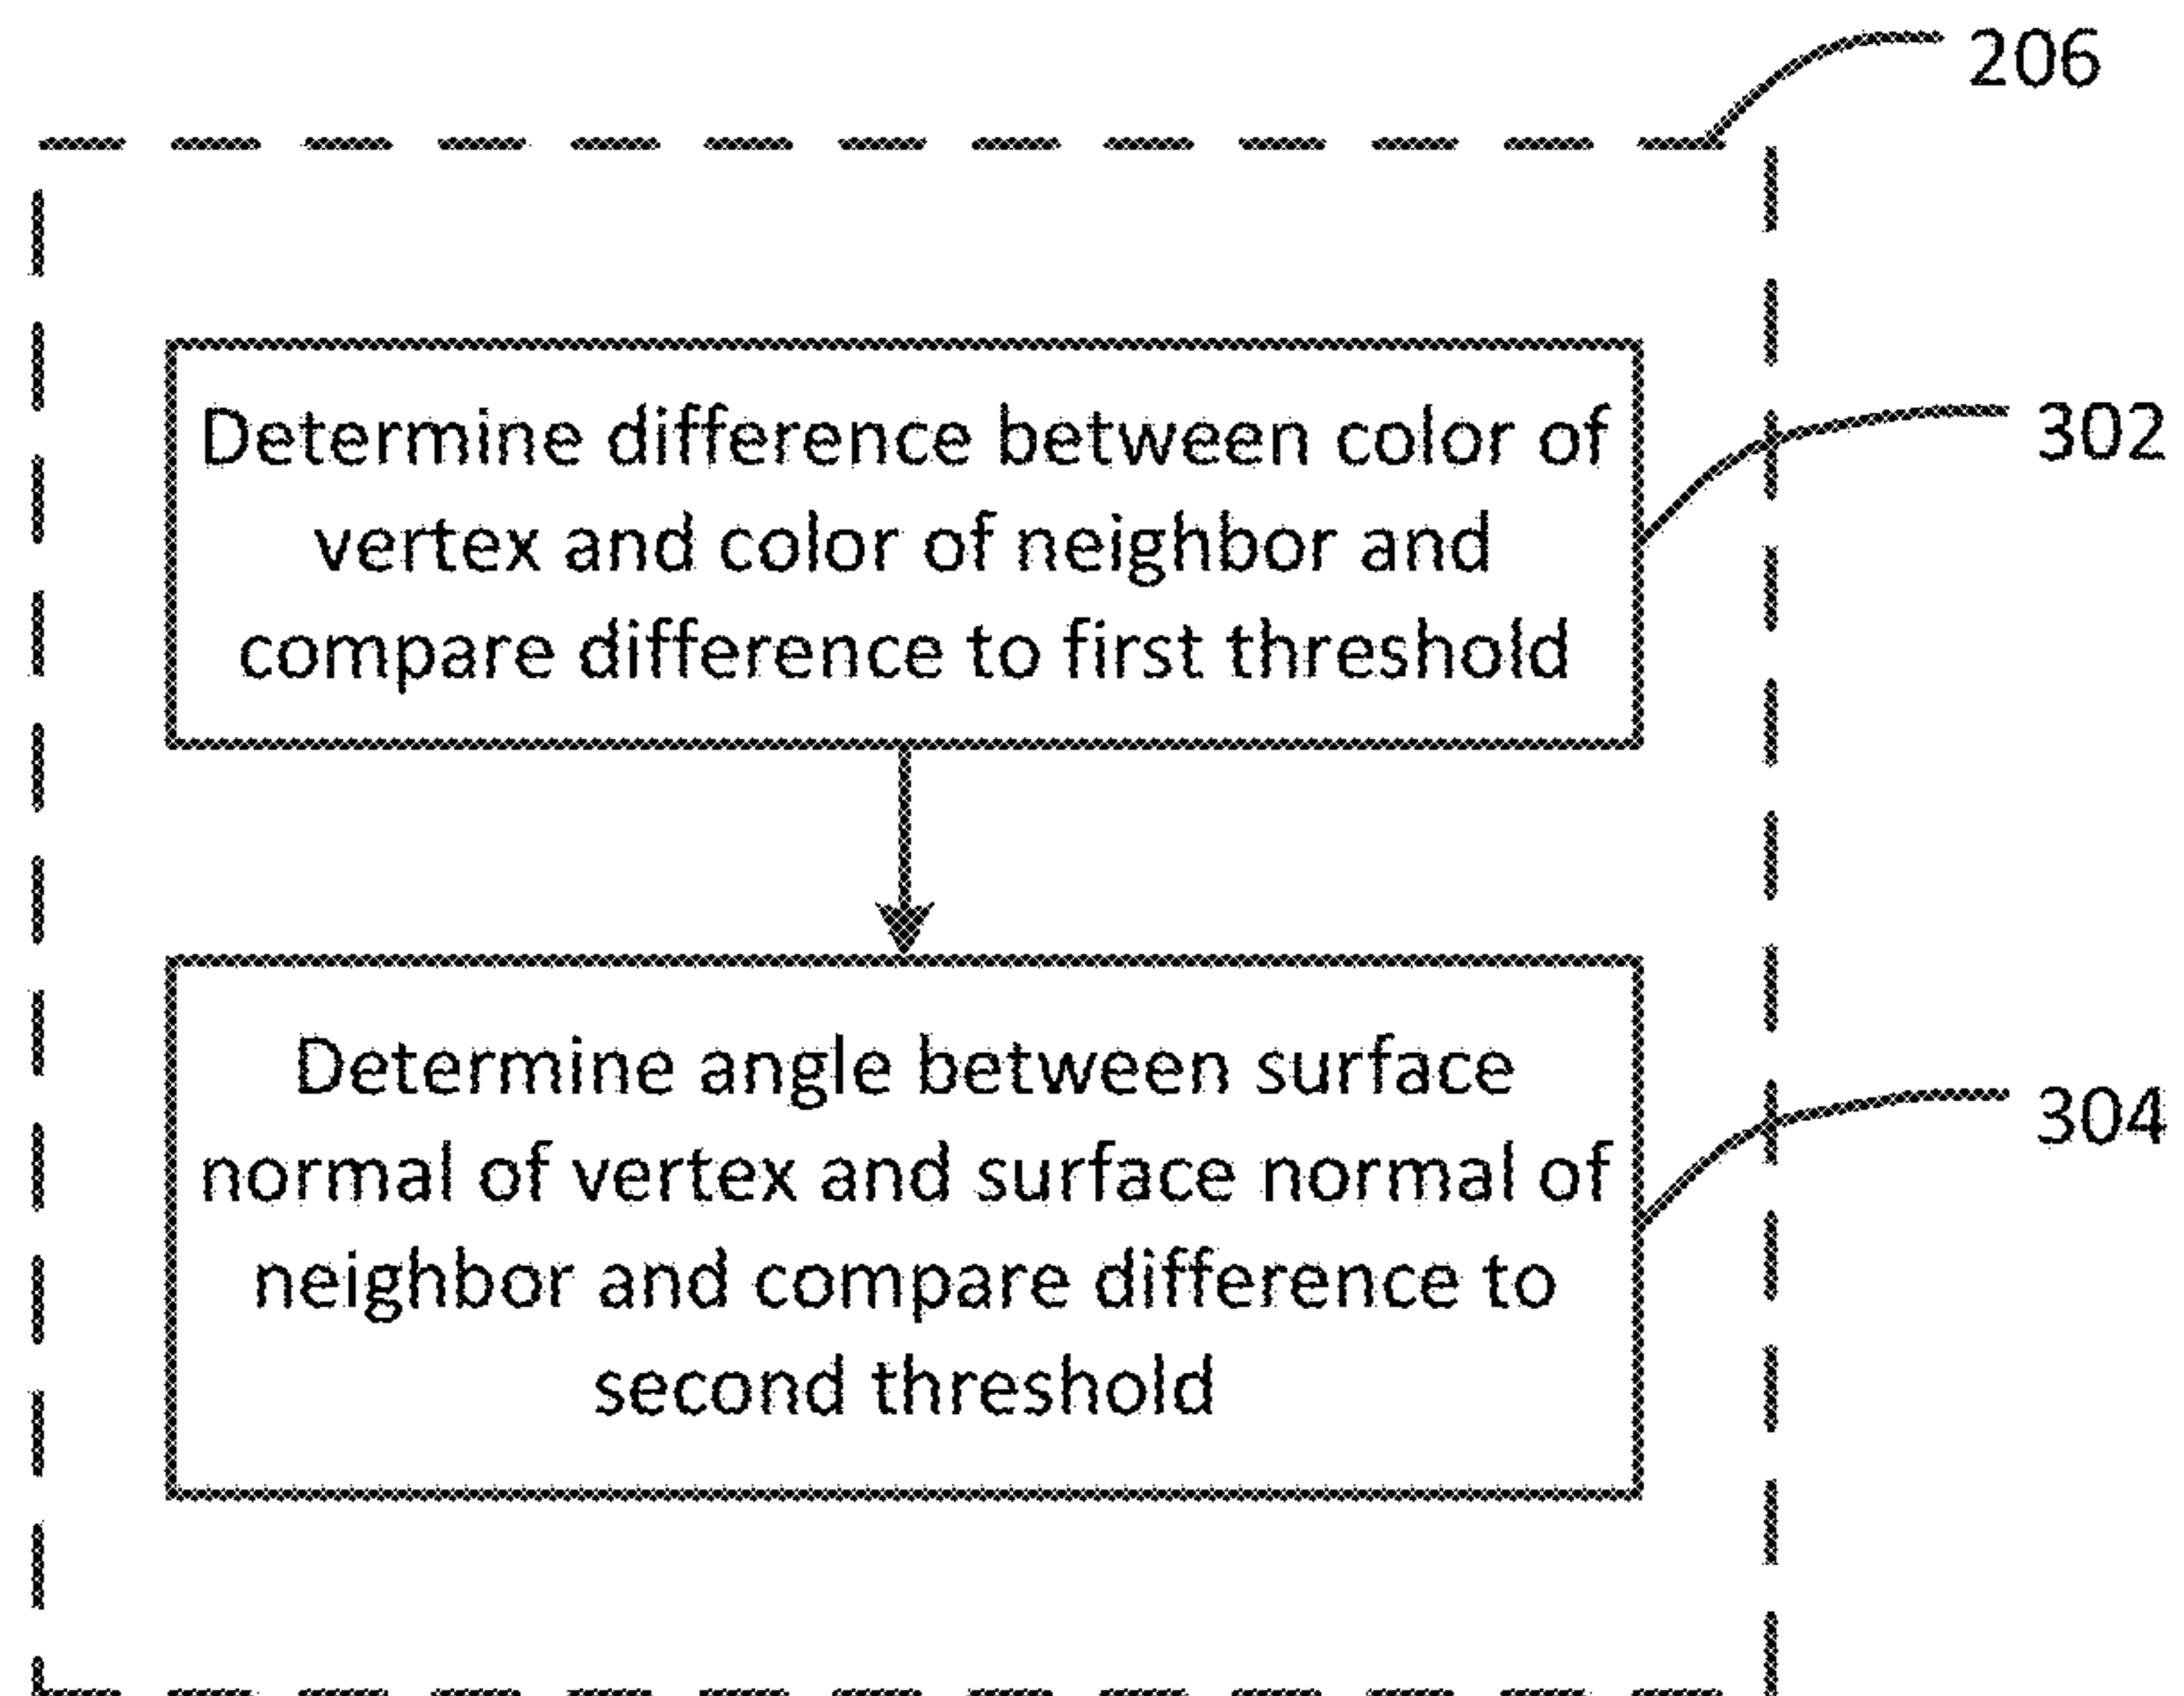 206
Determine difference between color of
vertex and color of neighbor and
compare difference to first threshold
302
Determine angle between surface
normal of vertex and surface normal of
neighbor and compare difference to
second threshold
304